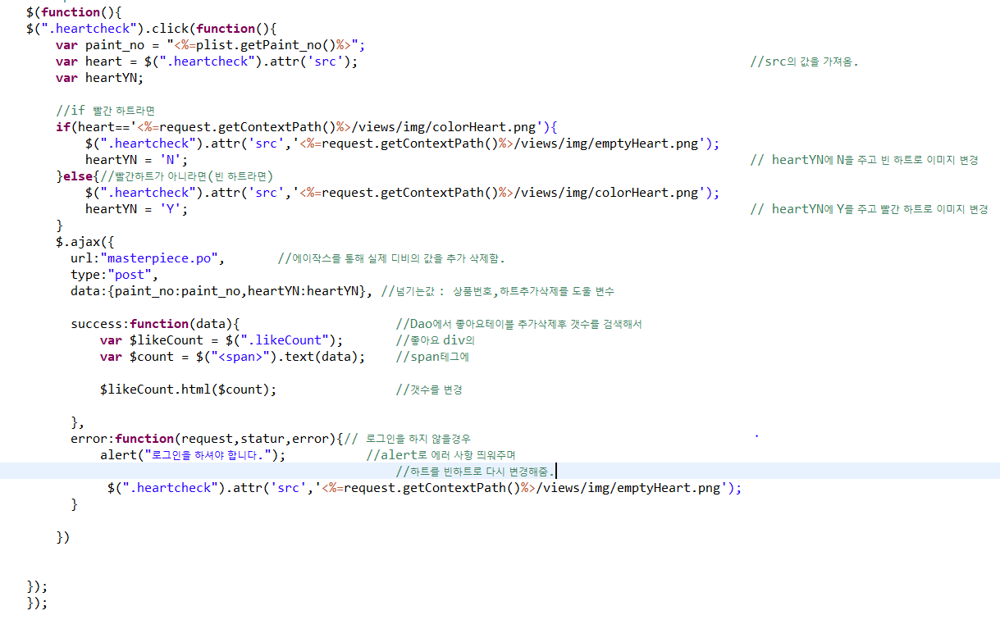 $(function(){
$(".heartcheck").click(function(){
var paint_no = "<%=plist.getPaint_no()%>";
var heart = $(".heartcheck").attr('src'); //src의 값을 가져옴.
var heartYN;
//if 빨간 하트라면
if(heart=='<%=request.getContextPath()%>/views/img/colorHeart.png'){
$(".heartcheck").attr('src','<%=request.getContextPath()%>/views/img/emptyHeart.png');
heartYN = 'N'; // heartYN에 N을 주고 빈 하트로 이미지 변경
}else{//빨간하트가 아니라면(빈 하트라면)
$(".heartcheck").attr('src','<%=request.getContextPath()%>/views/img/colorHeart.png');
heartYN = 'Y'; // heartYN에 Y를 주고 빨간 하트로 이미지 변경
}
$.ajax({
url:"masterpiece.po", //에이작스를 통해 실제 디비의 값을 추가 삭제함.
type:"post",
data:{paint_no:paint_no,heartYN:heartYN}, //넘기는값 : 상품번호,하트추가삭제를 도울 변수
success:function(data){ //Dao에서 좋아요테이블 추가삭제후 갯수를 검색해서
var $likeCount = $(".likeCount"); //좋아요 div의
var $count = $("<span>").text(data); //span테그에
$likeCount.html($count); //갯수를 변경
},
error:function(request,statur,error){// 로그인을 하지 않을경우
alert("로그인을 하셔야 합니다."); //alert로 에러 사항 띄워주며
//하트를 빈하트로 다시 변경해줌.
$(".heartcheck").attr('src','<%=request.getContextPath()%>/views/img/emptyHeart.png');
}
})
});
});